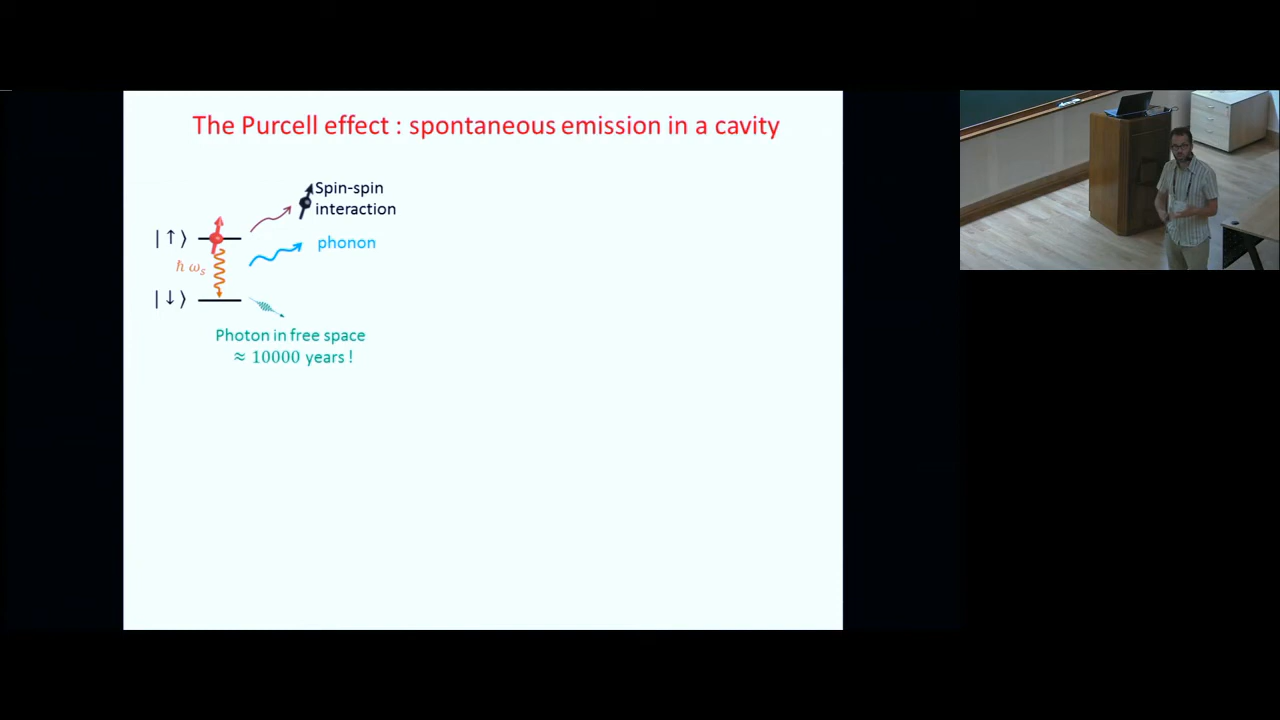 The Purcell effect : spontaneous emission in a cavity
Spin-spin
interaction
|↑⟩
phonon
ħ ωₛ
|↓⟩
Photon in free space
≈ 10000 years !